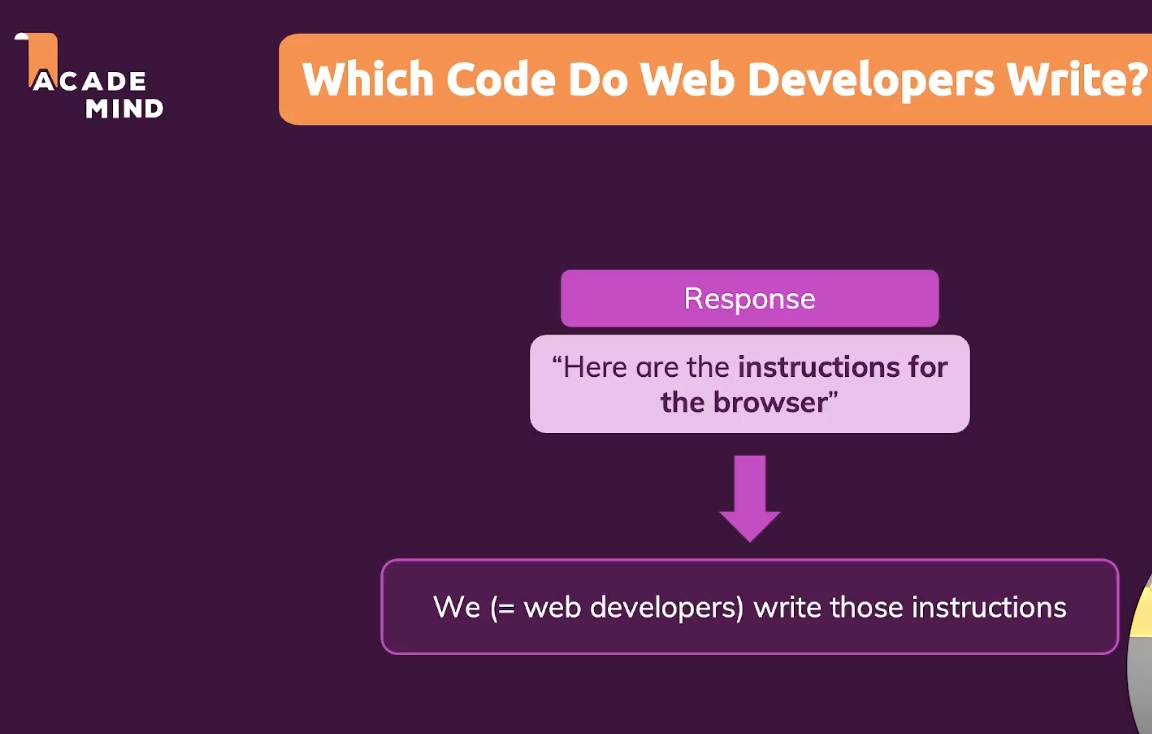 ACADE
MIND
Which Code Do Web Developers Write?
Response
“Here are the instructions for
the browser”
We (= web developers) write those instructions